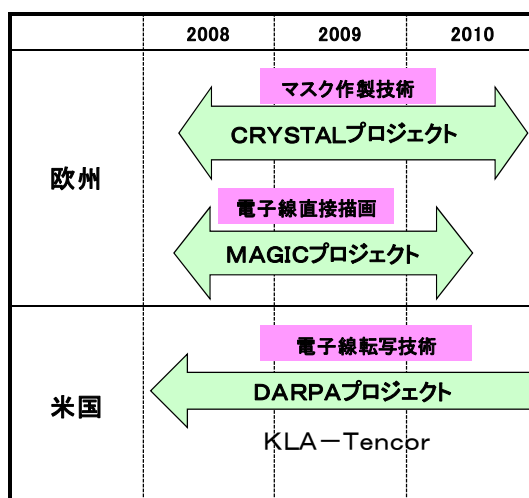 2008 2009 2010
欧州
マスク作製技術
CRYSTALプロジェクト
電子線直接描画
MAGICプロジェクト
米国
電子線転写技術
DARPAプロジェクト
KLA－Tencor